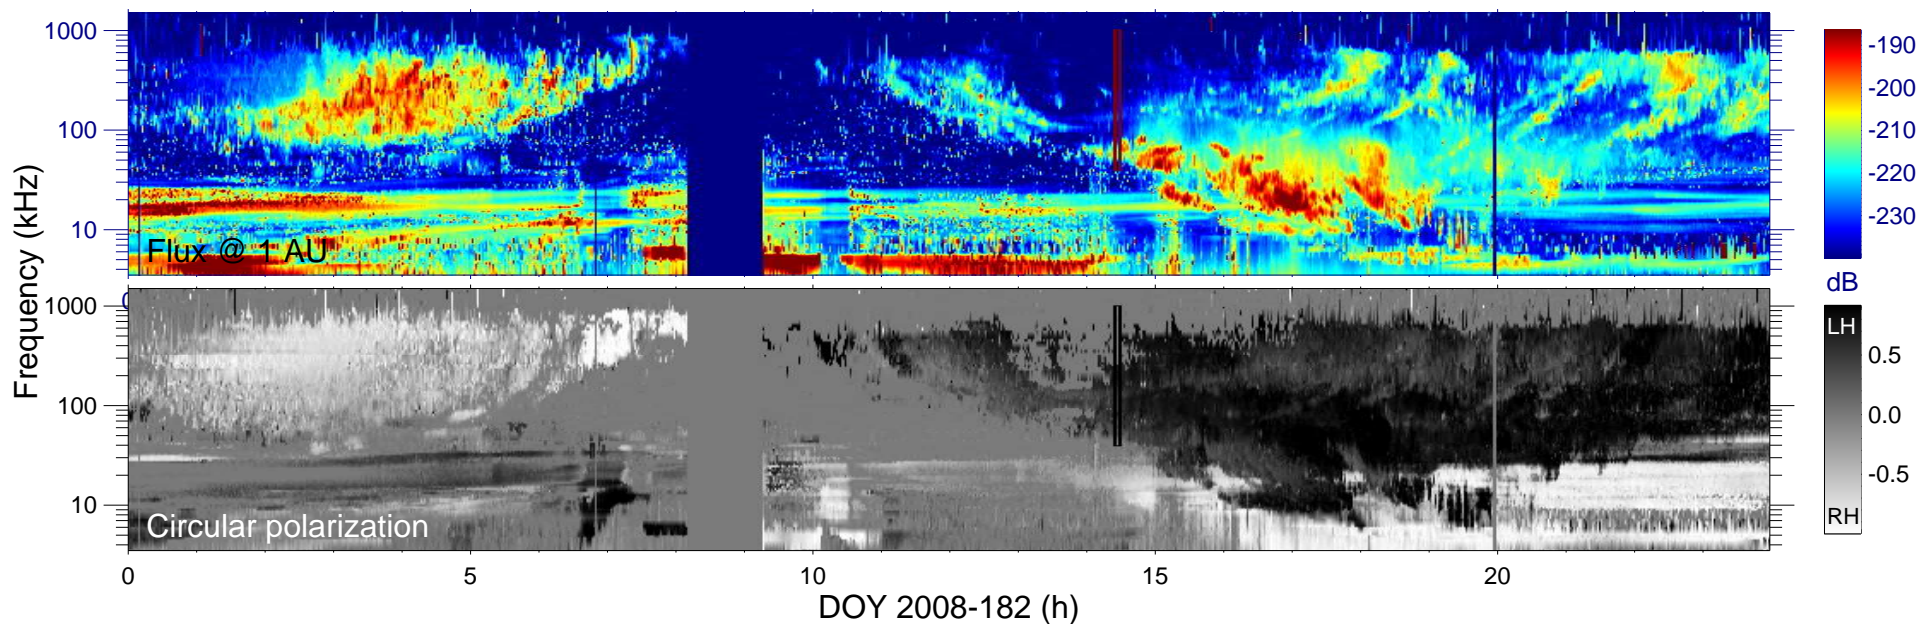 1000
100
10
Flux @ 1 AU
-190
-200
-210
-220
-230
dB
Frequency (kHz)
0
1000
100
10
Circular polarization
LH
0.5
0.0
-0.5
RH
0 5 10 15 20
DOY 2008-182 (h)